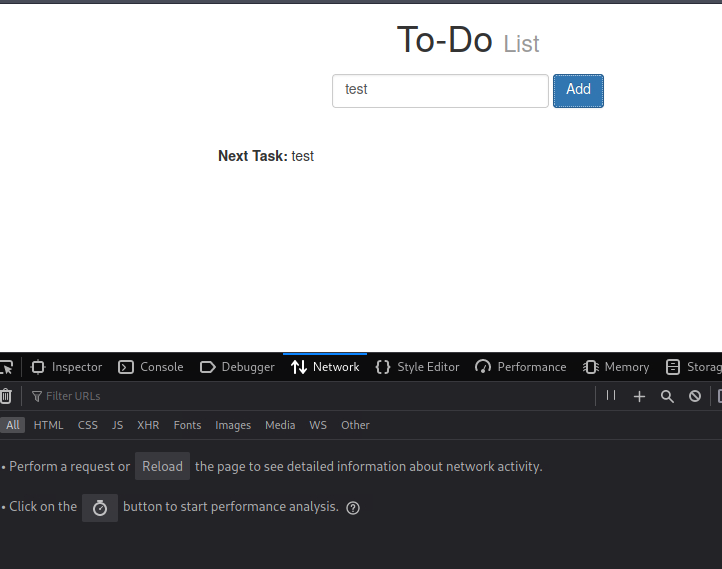 To-Do List
test Add
Next Task: test
Inspector Console Debugger Network Style Editor Performance Memory Storag
Filter URLs
All HTML CSS JS XHR Fonts Images Media WS Other
• Perform a request or Reload the page to see detailed information about network activity.
• Click on the button to start performance analysis.